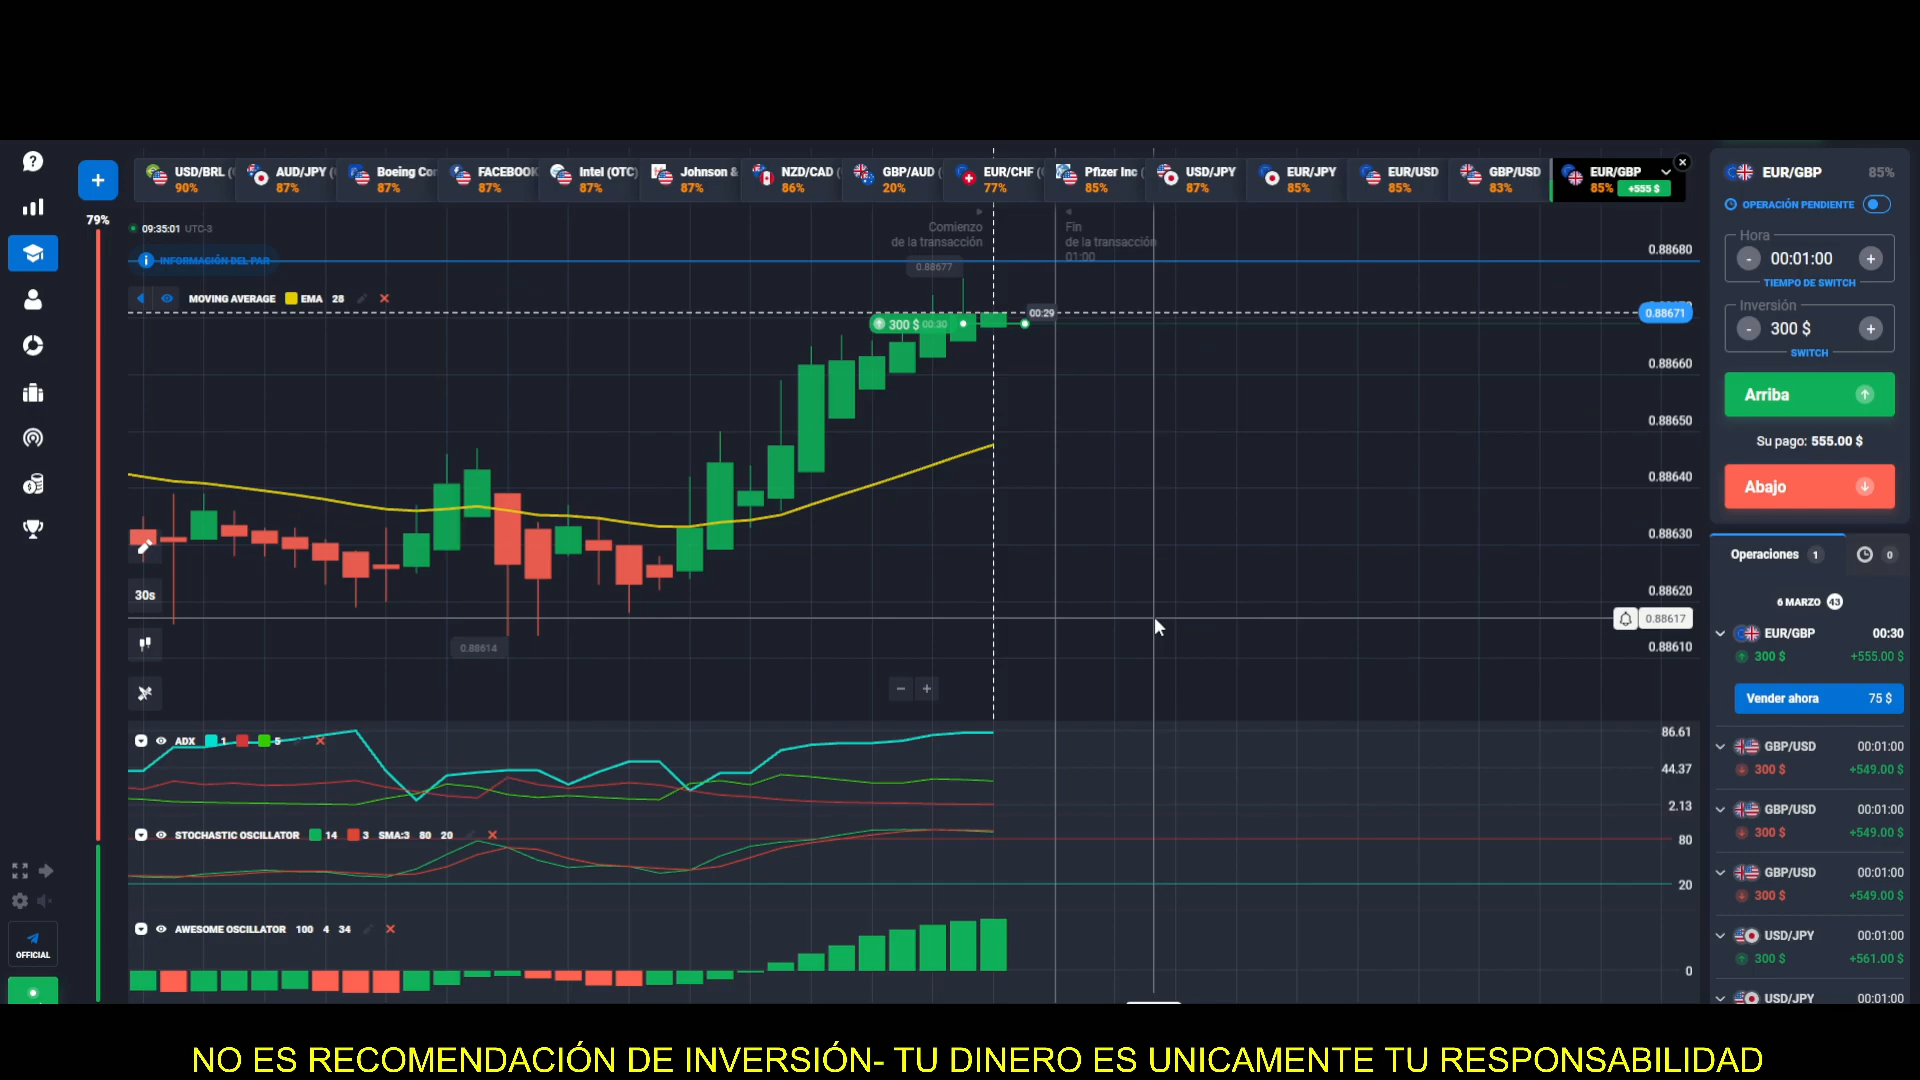 USD/BRL (
90%
AUD/JPY (
87%
Boeing Co
87%
FACEBOOK
87%
Intel (OTC)
87%
Johnson &
87%
NZD/CAD (
86%
GBP/AUD (
20%
EUR/CHF (
77%
Pfizer Inc (
85%
USD/JPY
87%
EUR/JPY
85%
EUR/USD
85%
GBP/USD
83%
EUR/GBP
85% +555 $
79%
09:35:01 UTC-3
INFORMACIÓN DEL PAR
MOVING AVERAGE EMA 28
Comienzo
de la transacción
0.88677
Fin
de la transacción
01:00
300 $ 00:30
00:29
0.88680
0.88671
0.88660
0.88650
0.88640
0.88630
0.88620
0.88617
0.88610
30s
0.88614
ADX 1 5
86.61
44.37
2.13
STOCHASTIC OSCILLATOR 14 3 SMA:3 80 20
80
20
AWESOME OSCILLATOR 100 4 34
0
OFFICIAL
EUR/GBP 85%
OPERACIÓN PENDIENTE
Hora
- 00:01:00 +
TIEMPO DE SWITCH
Inversión
- 300 $ +
SWITCH
Arriba
Su pago: 555.00 $
Abajo
Operaciones 1 0
6 MARZO 43
EUR/GBP 00:30
300 $ +555.00 $
Vender ahora 75 $
GBP/USD 00:01:00
300 $ +549.00 $
GBP/USD 00:01:00
300 $ +549.00 $
GBP/USD 00:01:00
300 $ +549.00 $
USD/JPY 00:01:00
300 $ +561.00 $
USD/JPY 00:01:00
NO ES RECOMENDACIÓN DE INVERSIÓN- TU DINERO ES UNICAMENTE TU RESPONSABILIDAD